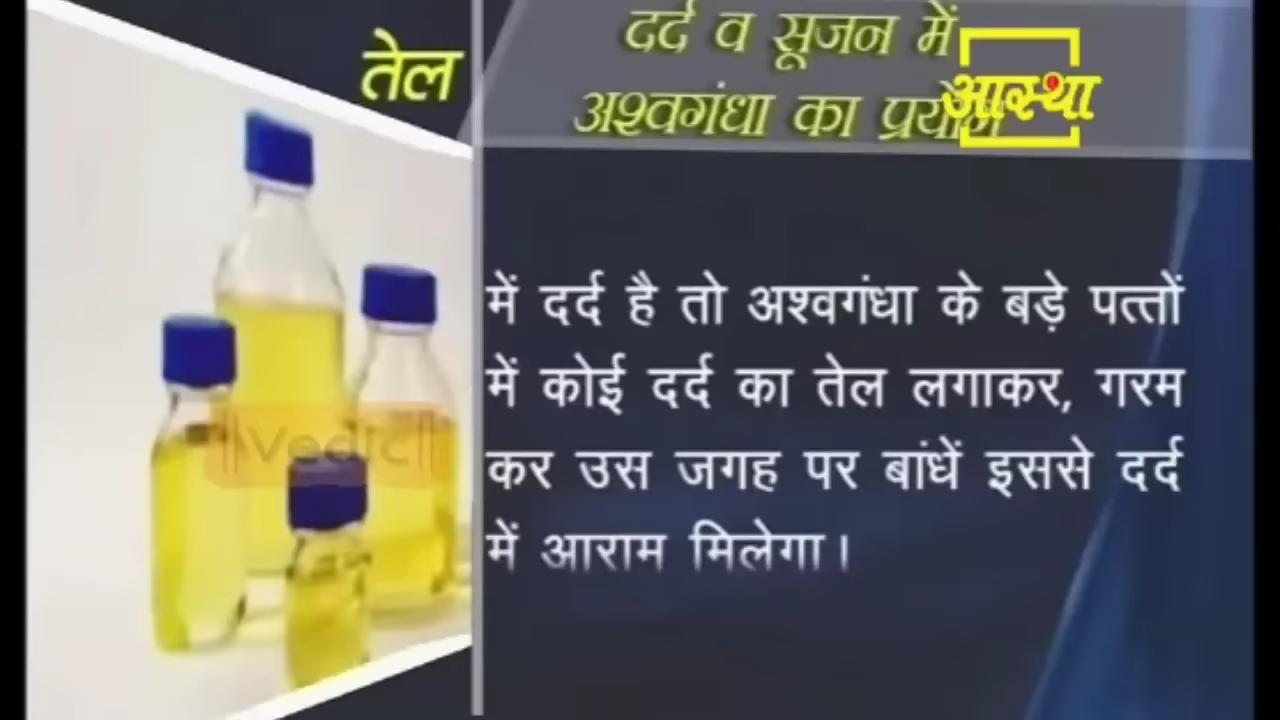 तेल
दर्द व सूजन में
अश्वगंधा का प्रयोग
आस्था
में दर्द है तो अश्वगंधा के बड़े पत्तों
में कोई दर्द का तेल लगाकर, गरम
कर उस जगह पर बांधें इससे दर्द
में आराम मिलेगा।
Vedic